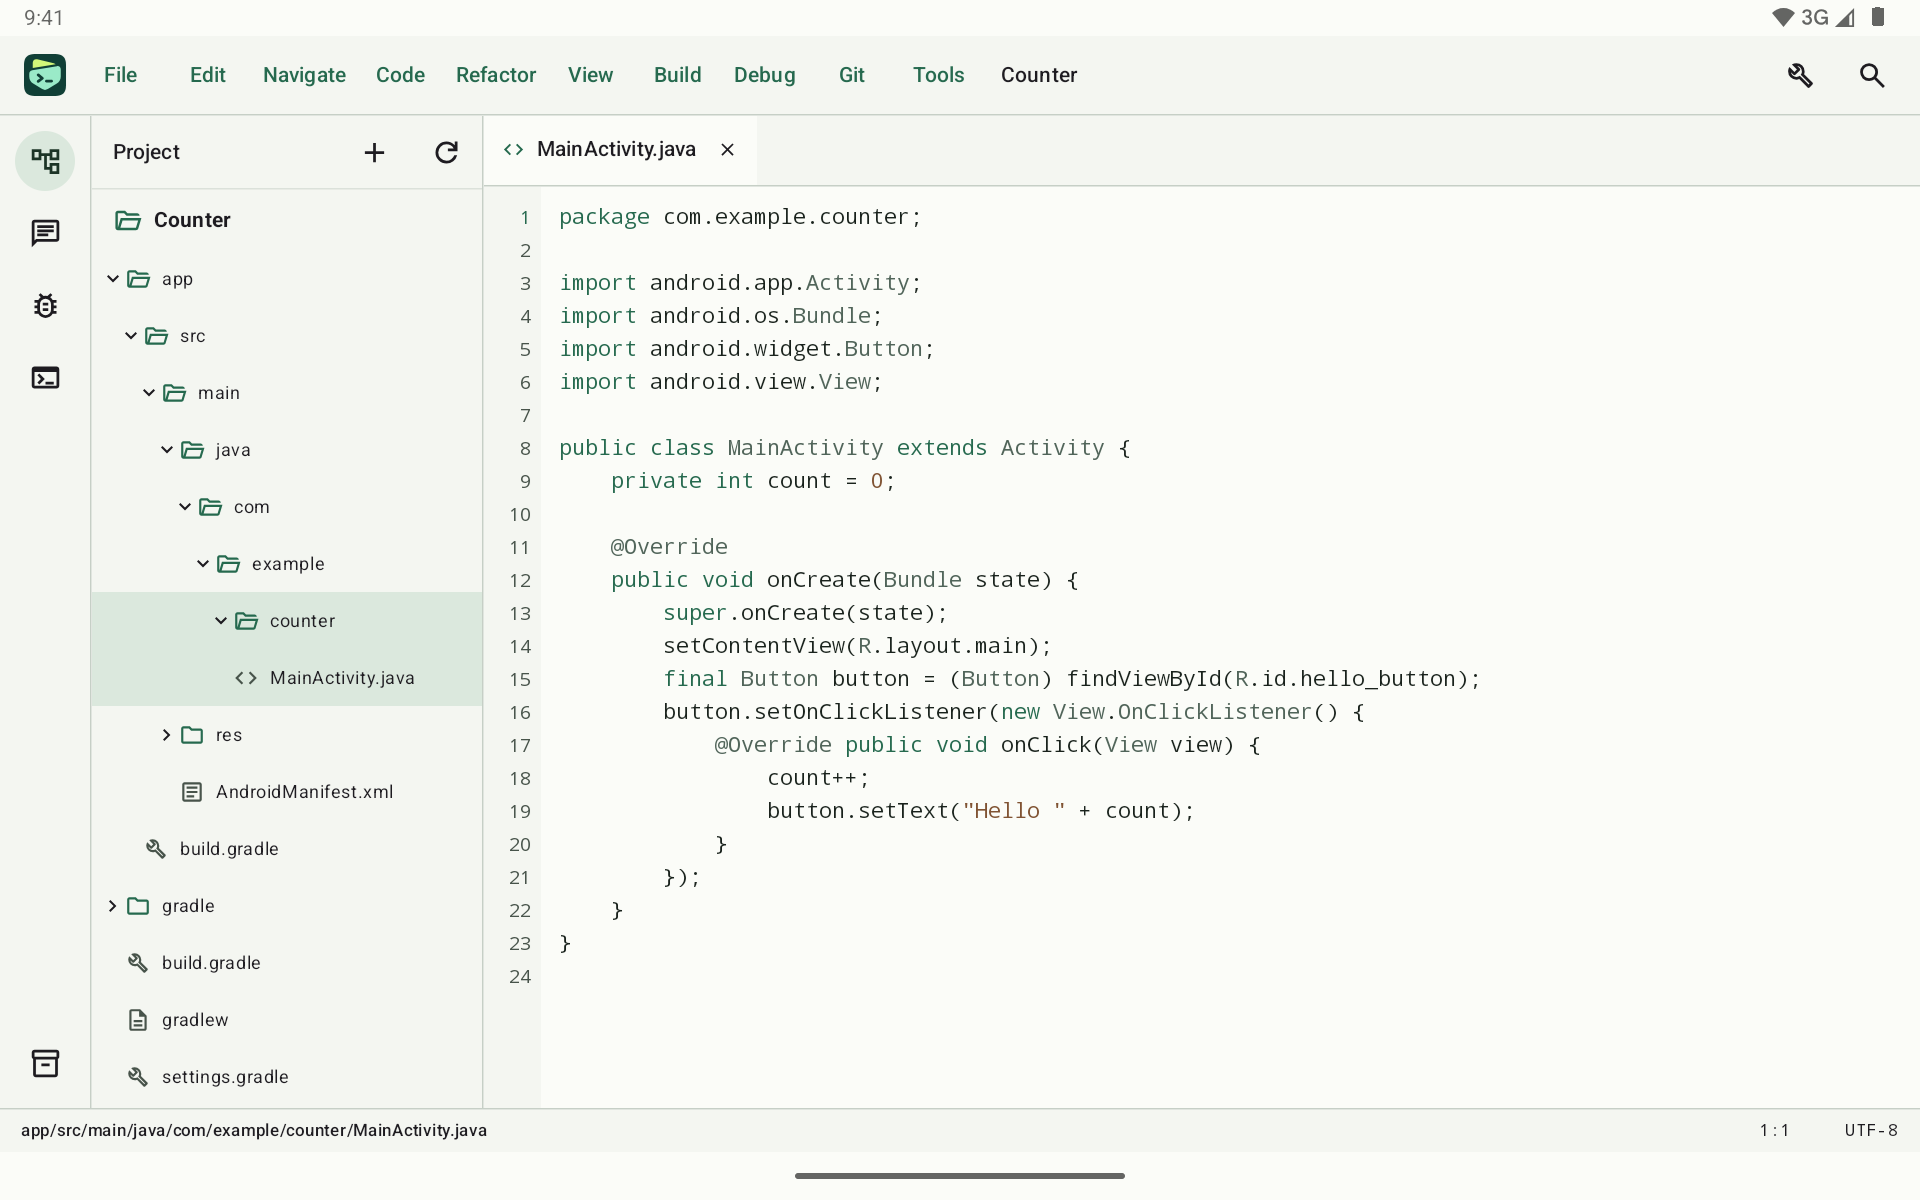 9:41
3G
File Edit Navigate Code Refactor View Build Debug Git Tools Counter
Project
Counter
app
src
main
java
com
example
counter
MainActivity.java
res
AndroidManifest.xml
build.gradle
gradle
build.gradle
gradlew
settings.gradle
MainActivity.java
1 package com.example.counter;
2
3 import android.app.Activity;
4 import android.os.Bundle;
5 import android.widget.Button;
6 import android.view.View;
7
8 public class MainActivity extends Activity {
9     private int count = 0;
10
11     @Override
12     public void onCreate(Bundle state) {
13         super.onCreate(state);
14         setContentView(R.layout.main);
15         final Button button = (Button) findViewById(R.id.hello_button);
16         button.setOnClickListener(new View.OnClickListener() {
17             @Override public void onClick(View view) {
18                 count++;
19                 button.setText("Hello " + count);
20             }
21         });
22     }
23 }
24
app/src/main/java/com/example/counter/MainActivity.java
1:1 UTF-8